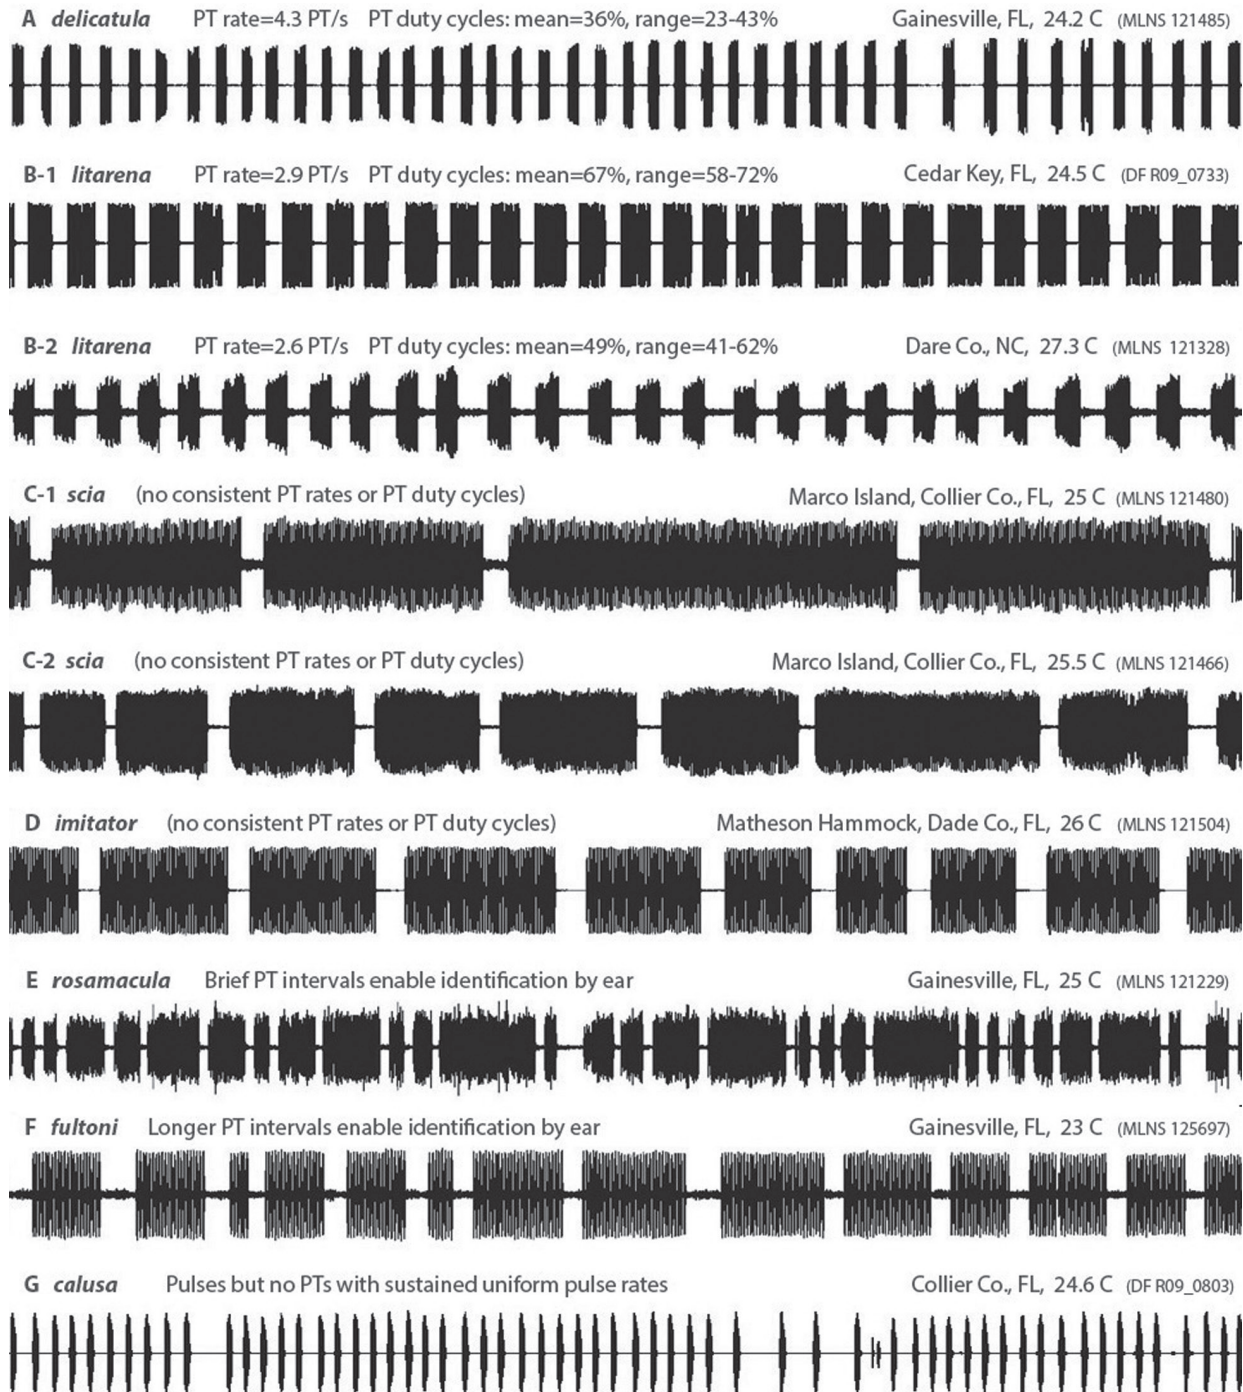 A delicatula PT rate=4.3 PT/s PT duty cycles: mean=36%, range=23-43% Gainesville, FL, 24.2 C (MLNS 121485)
B-1 litarena PT rate=2.9 PT/s PT duty cycles: mean=67%, range=58-72% Cedar Key, FL, 24.5 C (DF R09_0733)
B-2 litarena PT rate=2.6 PT/s PT duty cycles: mean=49%, range=41-62% Dare Co., NC, 27.3 C (MLNS 121328)
C-1 scia (no consistent PT rates or PT duty cycles) Marco Island, Collier Co., FL, 25 C (MLNS 121480)
C-2 scia (no consistent PT rates or PT duty cycles) Marco Island, Collier Co., FL, 25.5 C (MLNS 121466)
D imitator (no consistent PT rates or PT duty cycles) Matheson Hammock, Dade Co., FL, 26 C (MLNS 121504)
E rosamacula Brief PT intervals enable identification by ear Gainesville, FL, 25 C (MLNS 121229)
F fultoni Longer PT intervals enable identification by ear Gainesville, FL, 23 C (MLNS 125697)
G calusa Pulses but no PTs with sustained uniform pulse rates Collier Co., FL, 24.6 C (DF R09_0803)